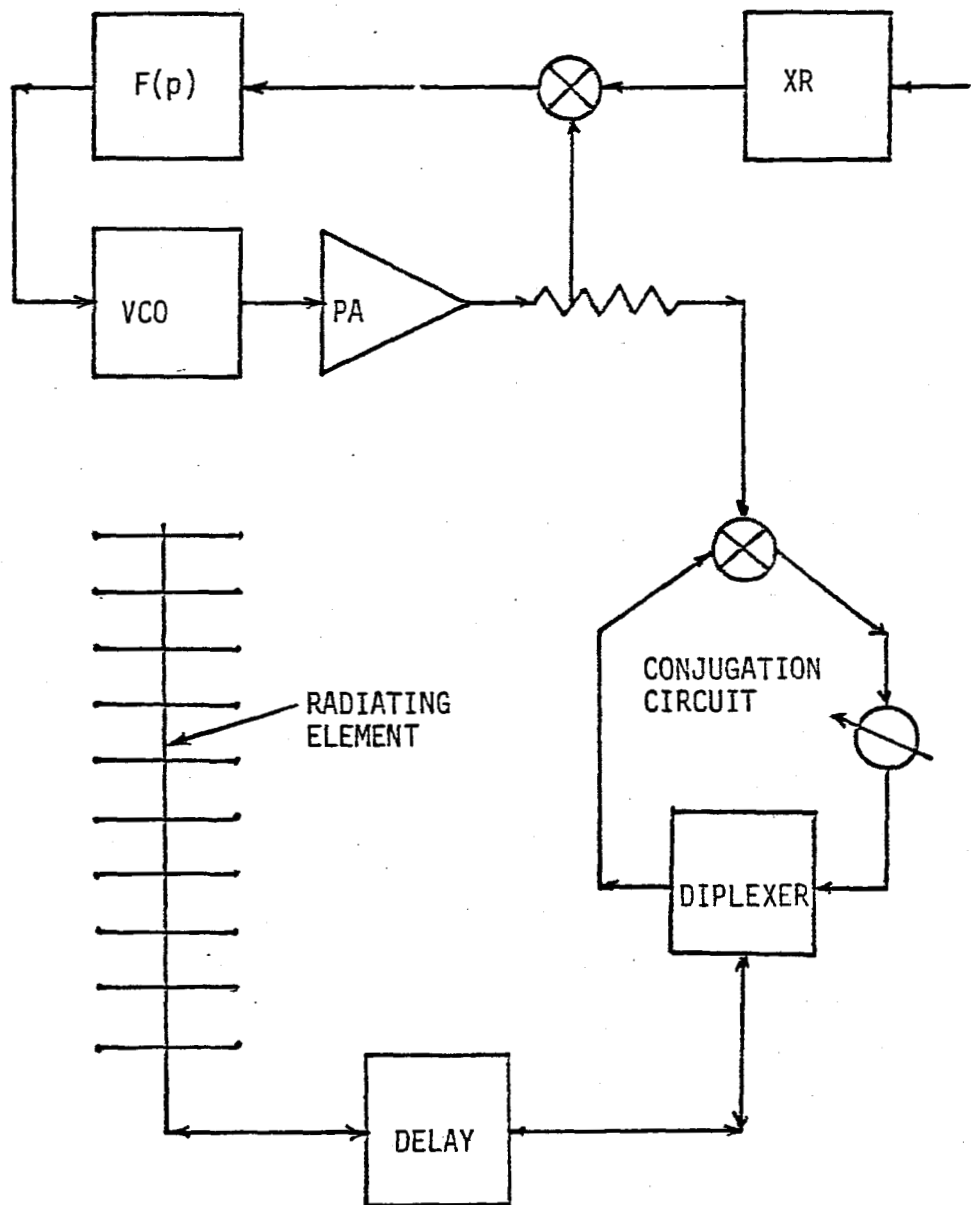 F(p)
XR
VCO
PA
RADIATING
ELEMENT
CONJUGATION
CIRCUIT
DIPLEXER
DELAY